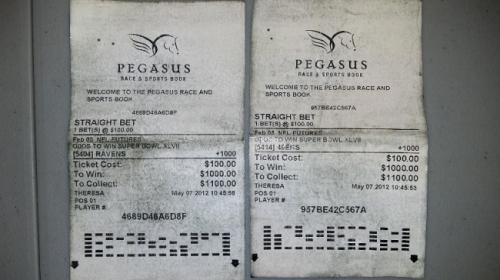 PEGASUS
RACE & SPORTS BOOK
WELCOME TO THE PEGASUS RACE AND
SPORTS BOOK
4689D46A6D8F
STRAIGHT BET
1 BET(S) @ $100.00
Feb 03 NFL FUTURES
ODDS TO WIN SUPER BOWL XLVII
[5404] RAVENS +1000
Ticket Cost: $100.00
To Win: $1000.00
To Collect: $1100.00
THERESA May 07 2012 10:45:58
POS 01
PLAYER #
4689D46A6D8F
PEGASUS
RACE & SPORTS BOOK
WELCOME TO THE PEGASUS RACE AND
SPORTS BOOK
957BE42C567A
STRAIGHT BET
1 BET(S) @ $100.00
Feb 03 NFL FUTURES
TO WIN SUPER BOWL XLVII
[5414] 49ERS +1000
Ticket Cost: $100.00
To Win: $1000.00
To Collect: $1100.00
THERESA May 07 2012 10:45:53
POS 01
PLAYER #
957BE42C567A